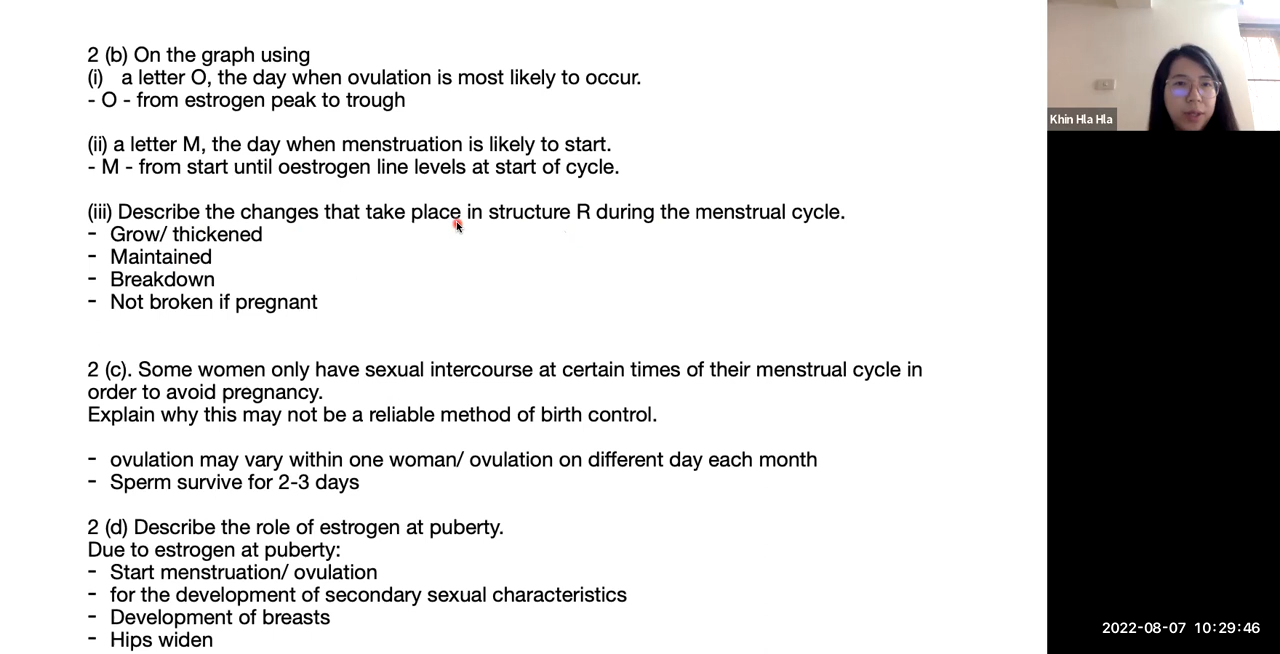 2 (b) On the graph using
(i) a letter O, the day when ovulation is most likely to occur.
- O - from estrogen peak to trough
(ii) a letter M, the day when menstruation is likely to start.
- M - from start until oestrogen line levels at start of cycle.
(iii) Describe the changes that take place in structure R during the menstrual cycle.
- Grow/ thickened
- Maintained
- Breakdown
- Not broken if pregnant
2 (c). Some women only have sexual intercourse at certain times of their menstrual cycle in
order to avoid pregnancy.
Explain why this may not be a reliable method of birth control.
- ovulation may vary within one woman/ ovulation on different day each month
- Sperm survive for 2-3 days
2 (d) Describe the role of estrogen at puberty.
Due to estrogen at puberty:
- Start menstruation/ ovulation
- for the development of secondary sexual characteristics
- Development of breasts
- Hips widen
Khin Hla Hla
2022-08-07 10:29:46